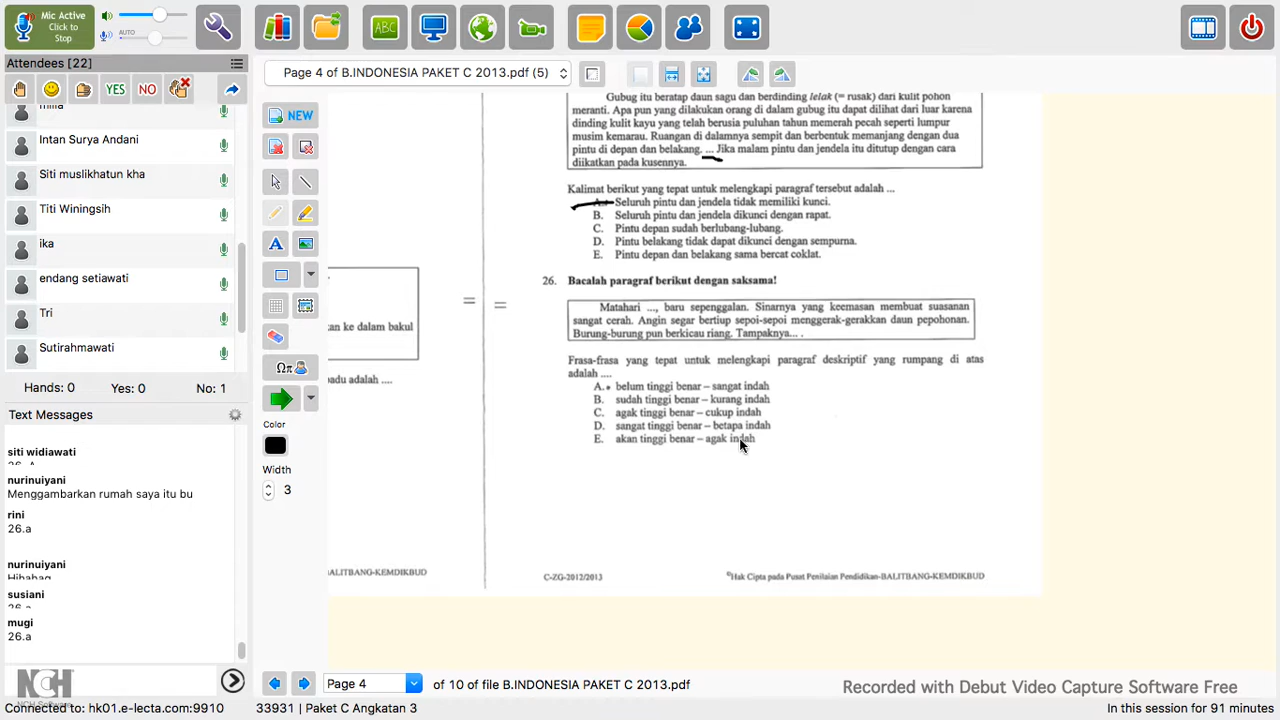 Mic Active
Click to
Stop
AUTO
ABC
Attendees [22]
YES
NO
Page 4 of B.INDONESIA PAKET C 2013.pdf (5)
milla
Intan Surya Andani
Siti muslikhatun kha
Titi Winingsih
ika
endang setiawati
Tri
Sutirahmawati
Hands: 0
Yes: 0
No: 1
Text Messages
siti widiawati
26. A
nurinuiyani
Menggambarkan rumah saya itu bu
rini
26.a
nurinuiyani
Hihahag
susiani
26.a
mugi
26.a
NCH
NCH Software
NEW
Ωπ
Color
Width
3
an ke dalam bakul
padu adalah ....
ALITBANG-KEMDIKBUD
Gubug itu beratap daun sagu dan berdinding lelak (= rusak) dari kulit pohon
meranti. Apa pun yang dilakukan orang di dalam gubug itu dapat dilihat dari luar karena
dinding kulit kayu yang telah berusia puluhan tahun memerah pecah seperti lumpur
musim kemarau. Ruangan di dalamnya sempit dan berbentuk memanjang dengan dua
pintu di depan dan belakang. ... Jika malam pintu dan jendela itu ditutup dengan cara
diikatkan pada kusennya.
Kalimat berikut yang tepat untuk melengkapi paragraf tersebut adalah ...
A. Seluruh pintu dan jendela tidak memiliki kunci.
B. Seluruh pintu dan jendela dikunci dengan rapat.
C. Pintu depan sudah berlubang-lubang.
D. Pintu belakang tidak dapat dikunci dengan sempurna.
E. Pintu depan dan belakang sama bercat coklat.
26. Bacalah paragraf berikut dengan saksama!
Matahari ..., baru sepenggalan. Sinarnya yang keemasan membuat suasanan
sangat cerah. Angin segar bertiup sepoi-sepoi menggerak-gerakkan daun pepohonan.
Burung-burung pun berkicau riang. Tampaknya... .
Frasa-frasa yang tepat untuk melengkapi paragraf deskriptif yang rumpang di atas
adalah ....
A. belum tinggi benar – sangat indah
B. sudah tinggi benar – kurang indah
C. agak tinggi benar – cukup indah
D. sangat tinggi benar – betapa indah
E. akan tinggi benar – agak indah
C-ZG-2012/2013
©Hak Cipta pada Pusat Penilaian Pendidikan-BALITBANG-KEMDIKBUD
Page 4
of 10 of file B.INDONESIA PAKET C 2013.pdf
Recorded with Debut Video Capture Software Free
Connected to: hk01.e-lecta.com:9910
33931 | Paket C Angkatan 3
In this session for 91 minutes